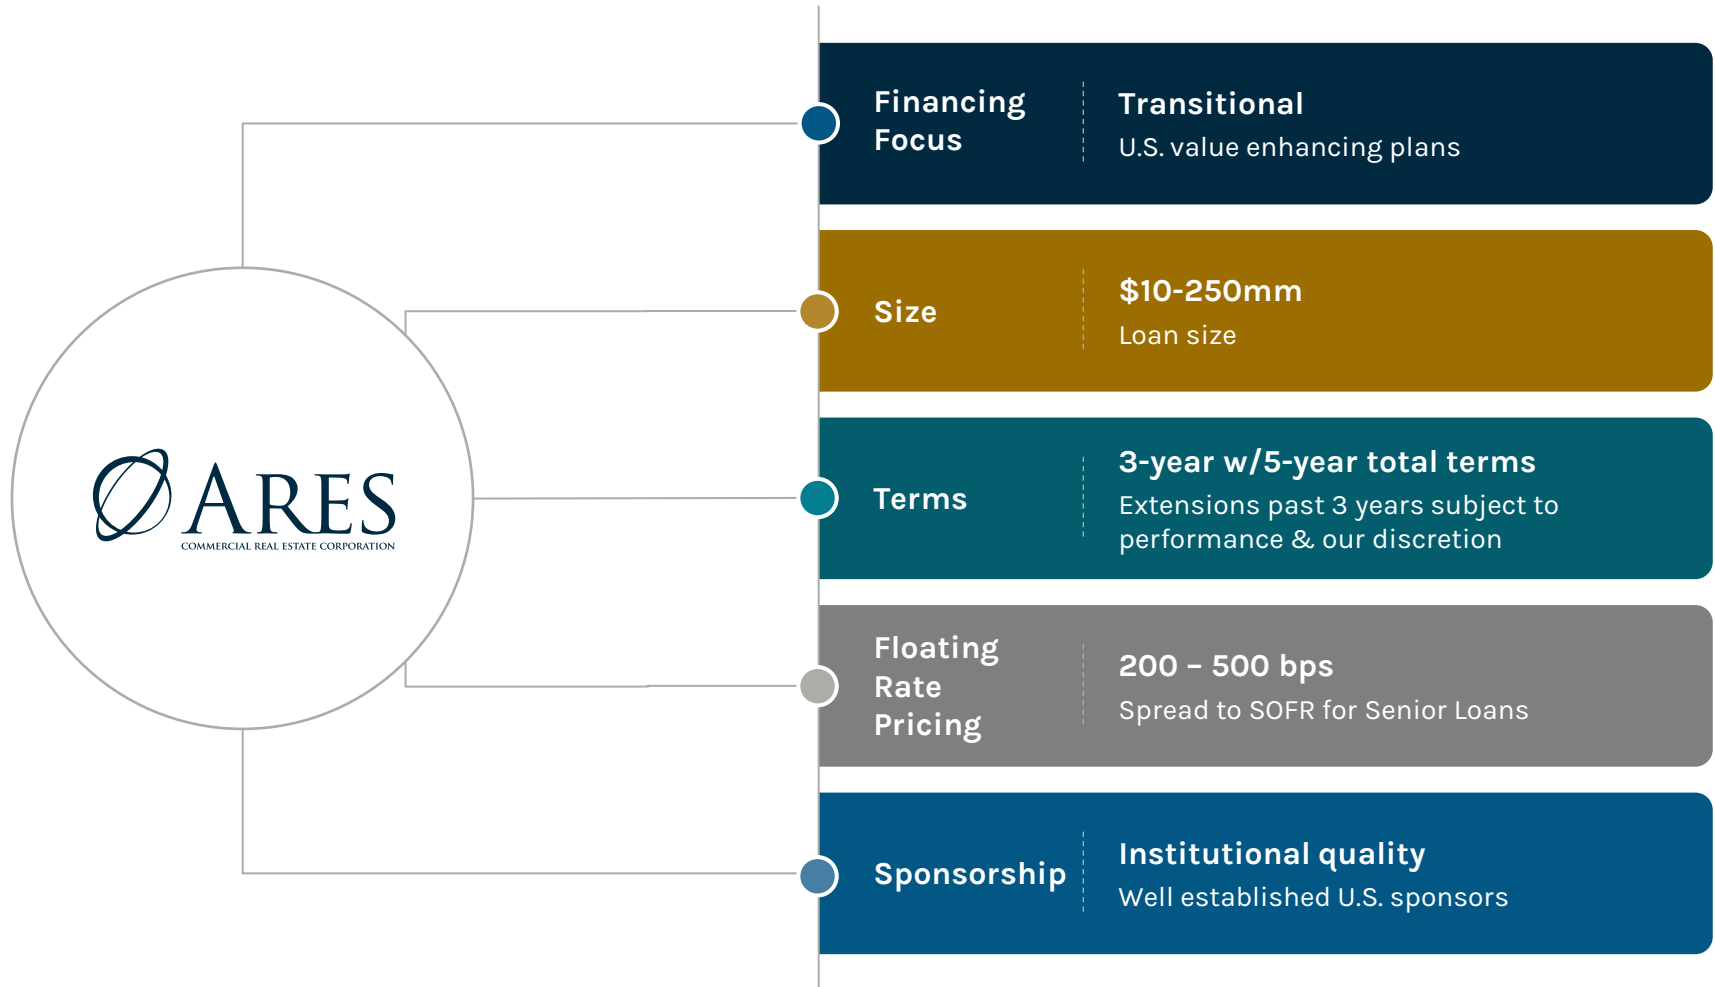 ARES
COMMERCIAL REAL ESTATE CORPORATION
Financing
Focus
Transitional
U.S. value enhancing plans
Size
$10-250mm
Loan size
Terms
3-year w/5-year total terms
Extensions past 3 years subject to
performance & our discretion
Floating
Rate
Pricing
200 – 500 bps
Spread to SOFR for Senior Loans
Sponsorship
Institutional quality
Well established U.S. sponsors